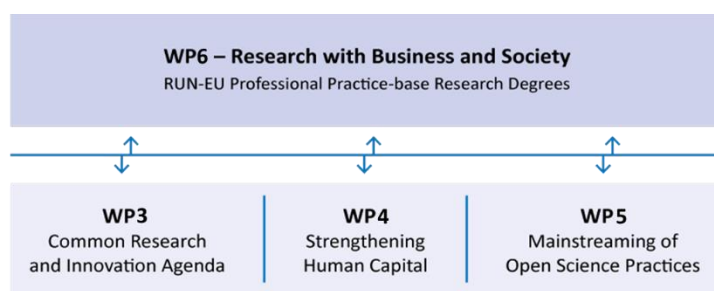 WP6 – Research with Business and Society
RUN-EU Professional Practice-base Research Degrees
WP3
Common Research
and Innovation Agenda
WP4
Strengthening
Human Capital
WP5
Mainstreaming of
Open Science Practices